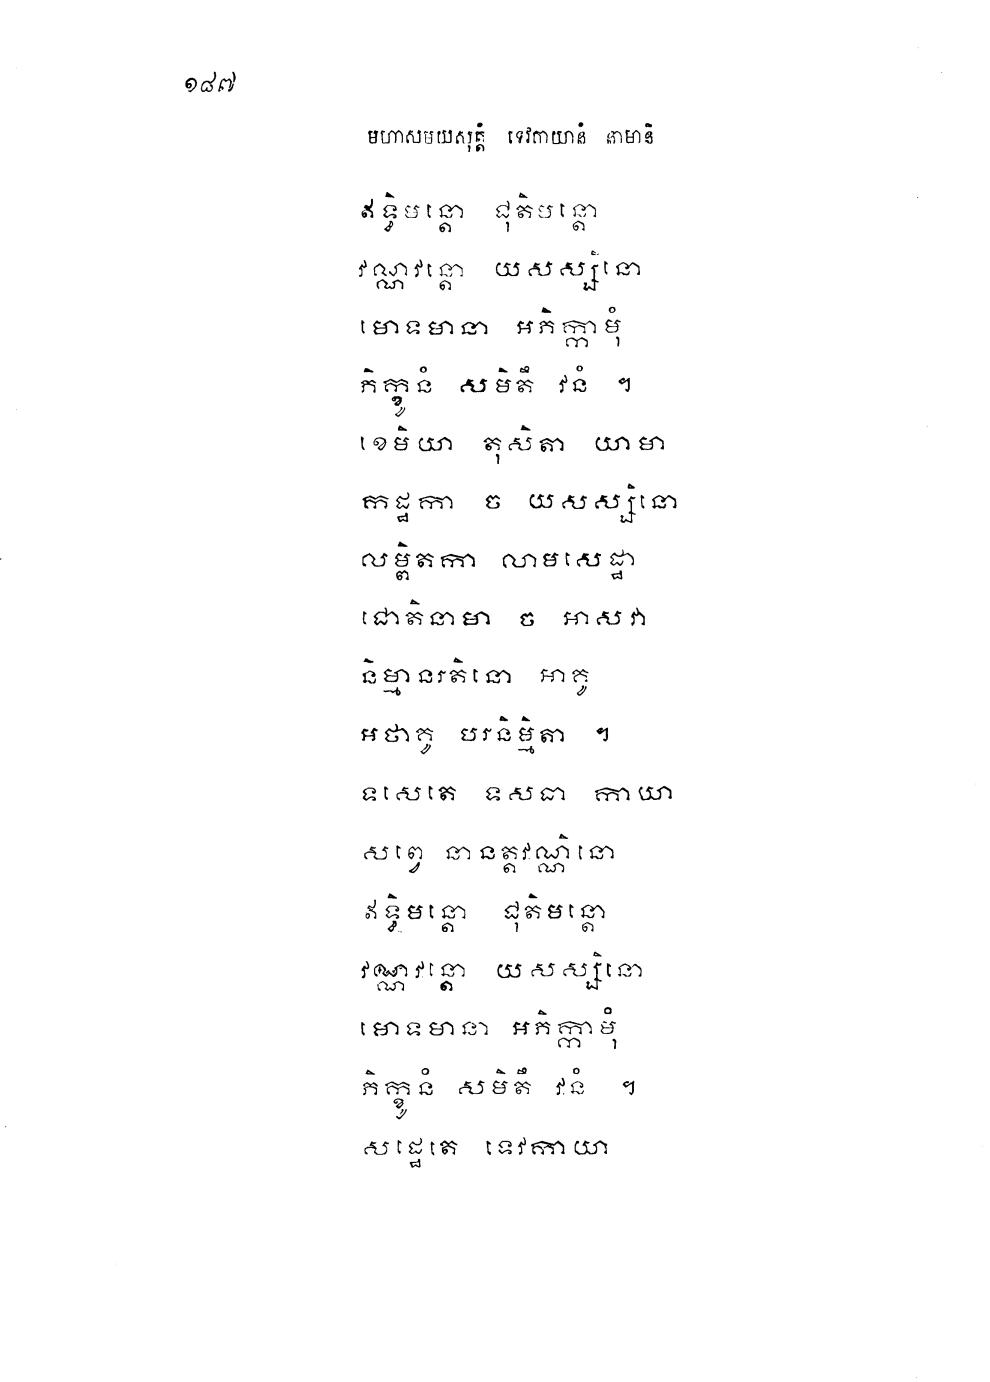 ១៨៧
មហាសមយសុត្តំ ទេវកាយានំ នាមានិ
ឥទ្ធិបន្តោ ជុតិបន្តោ
វណ្ណវន្តោ យសស្សិនោ
មោទមានា អភិក្កាមុំ
ភិក្ខូនំ សមិតឹ វនំ ។
ខេមិយា តុសិតា យាមា
កដ្ឋកា ច យសស្សិនោ
លម្ពិតកា លាមសេដ្ឋា
ជោតិនាមា ច អាសវា
និម្មានរតិនោ អាគូ
អថាគូ បរនិម្មិតា ។
ទសេតេ ទសធា កាយា
សព្វេ នានត្តវណ្ណិនោ
ឥទ្ធិមន្តោ ជុតិមន្តោ
វណ្ណវន្តោ យសស្សិនោ
មោទមានា អភិក្កាមុំ
ភិក្ខូនំ សមិតឹ វនំ ។
សដ្ឋេតេ ទេវកាយា